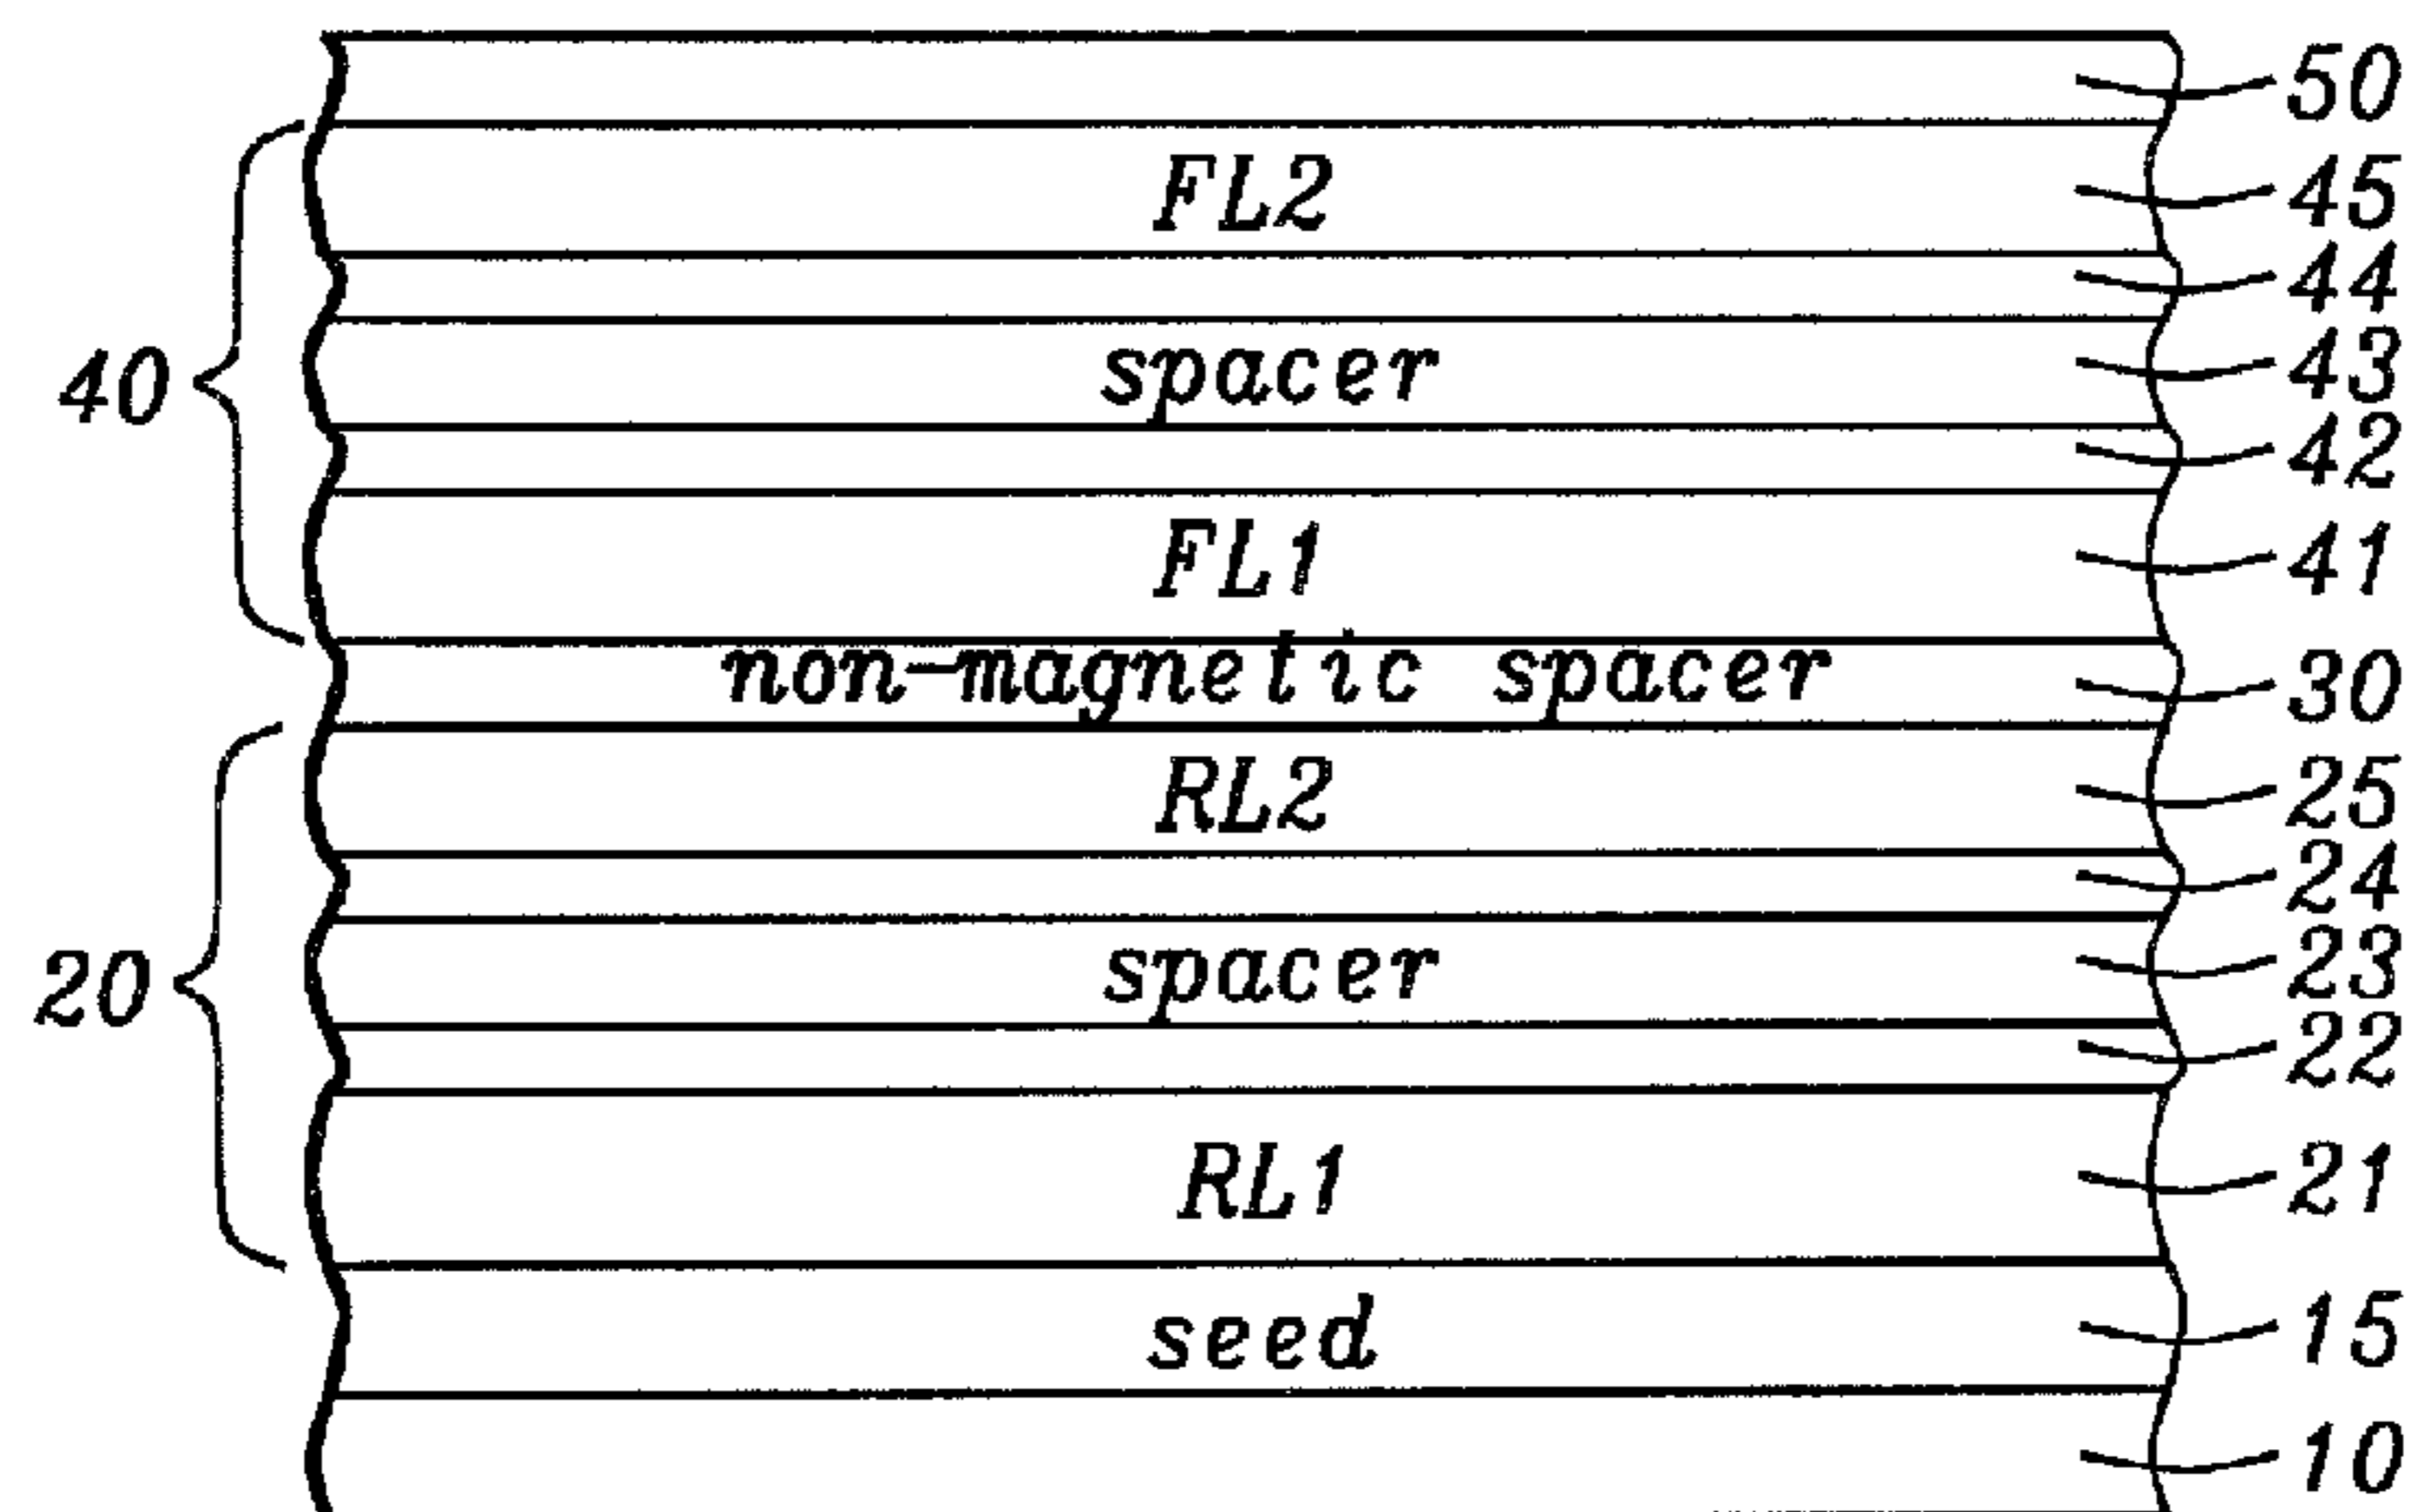 50
FL2 45
44
40 spacer 43
42
FL1 41
non-magnetic spacer 30
RL2 25
24
20 spacer 23
22
RL1 21
seed 15
10